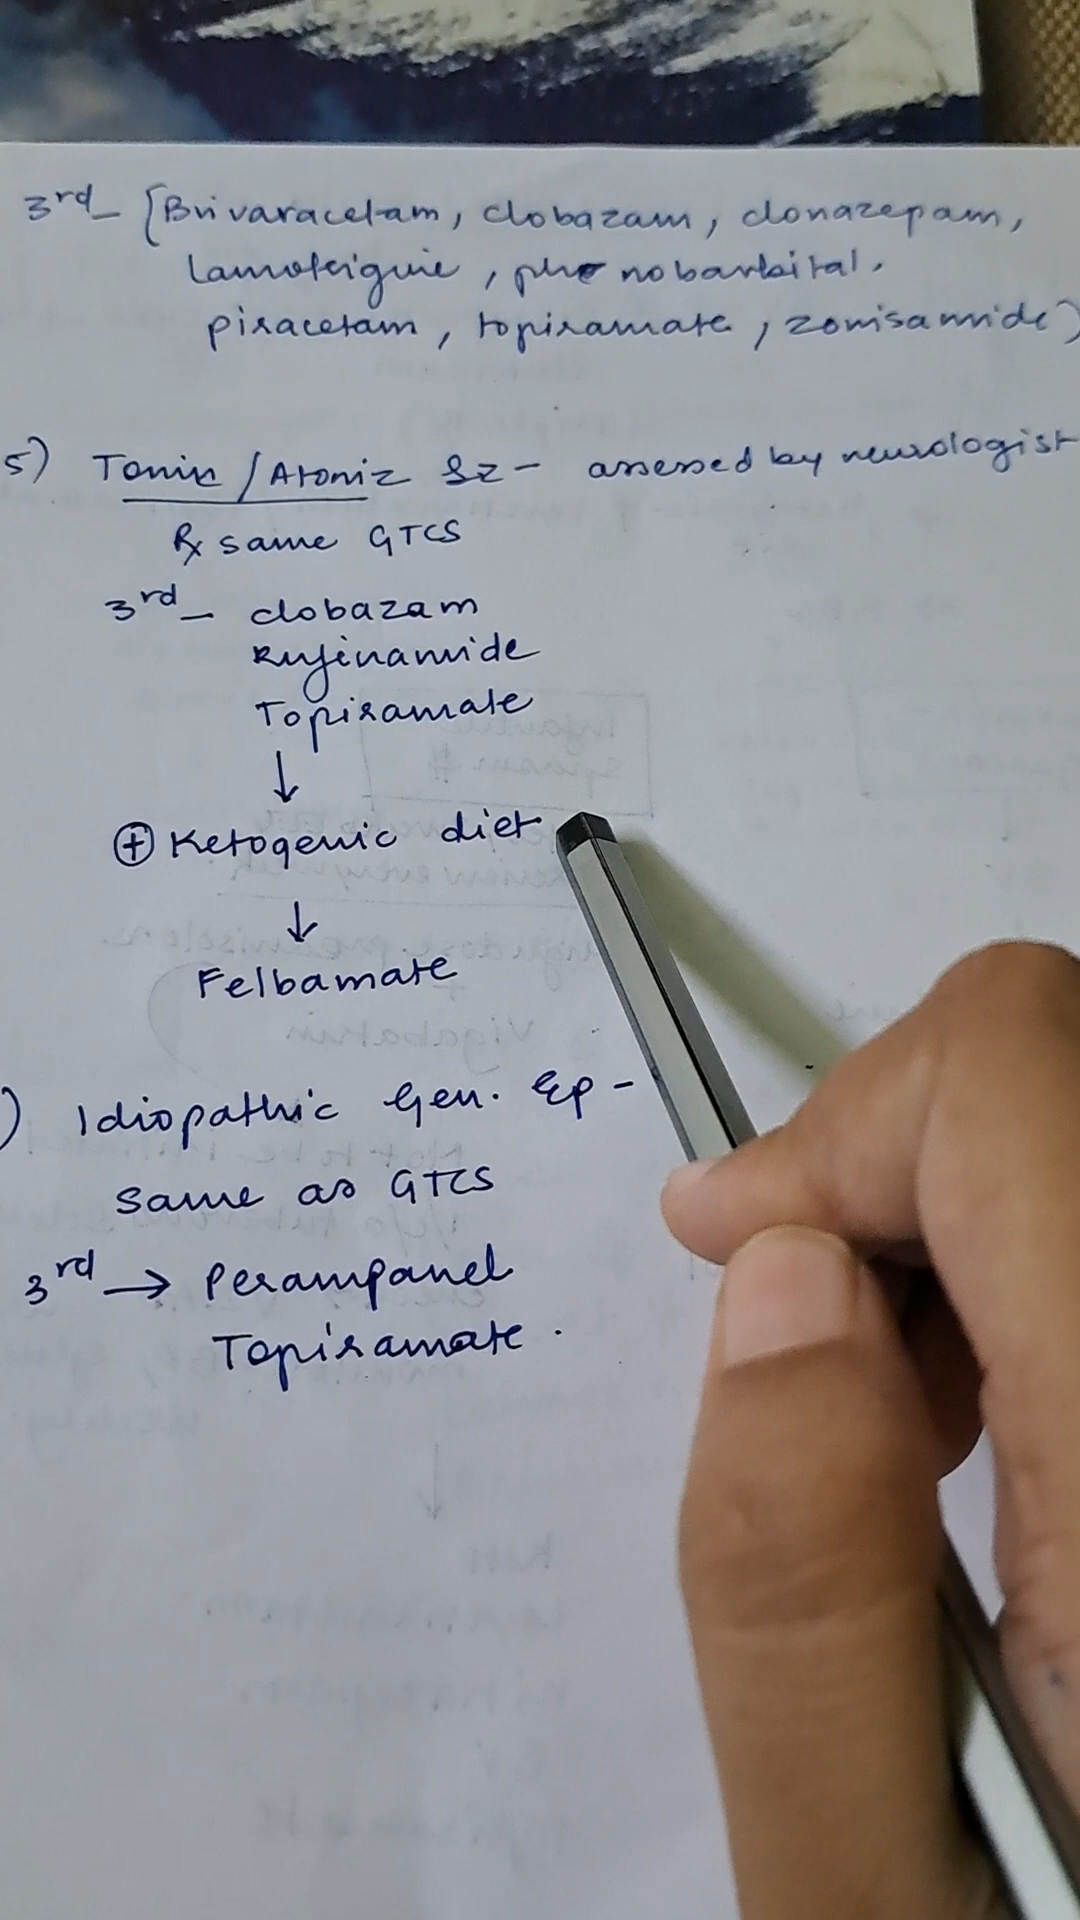 3rd- [Brivaracetam, clobazam, clonazepam,
Lamotrigine, phenobarbital.
piracetam, topiramate, zonisamide)
5) Tonic / Atonic Sz - assessed by neurologist
Rx same GTCS
3rd- clobazam
Rufinamide
Topiramate
↓
⊕ Ketogenic diet
↓
Felbamate
) Idiopathic Gen. Ep -
same as GTCS
3rd → Perampanel
Topiramate.